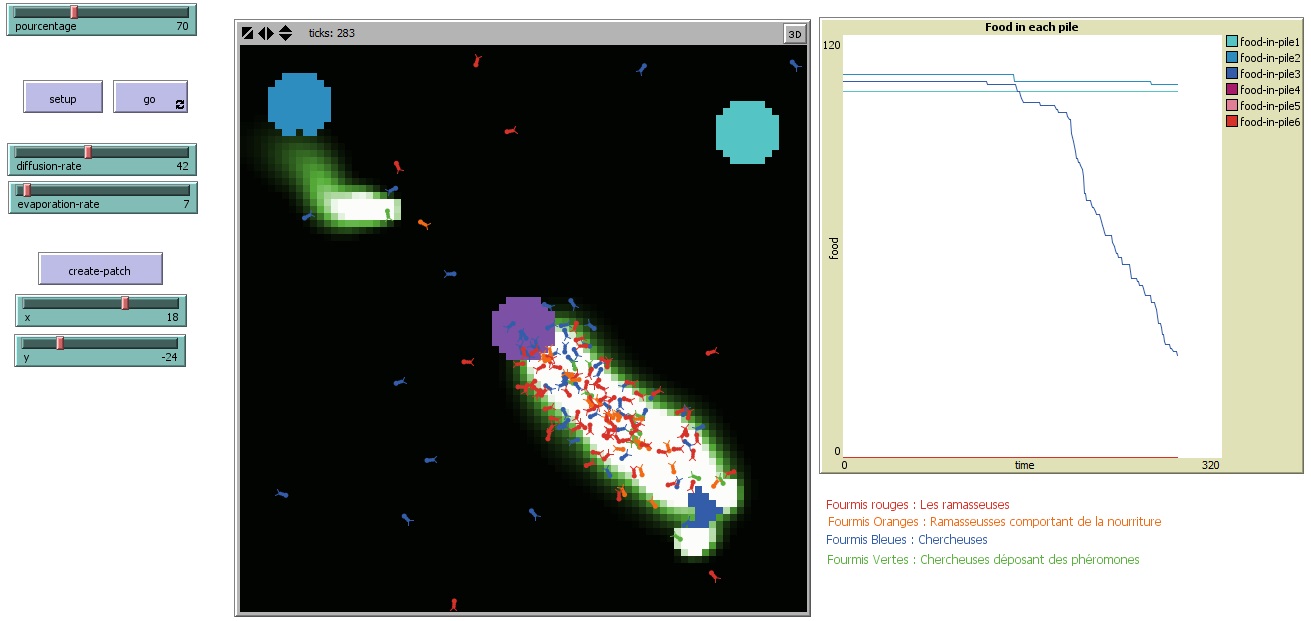 pourcentage 70
setup
go
diffusion-rate 42
evaporation-rate 7
create-patch
x 18
y -24
ticks: 283
3D
Food in each pile
120
food
0
0 time 320
food-in-pile1
food-in-pile2
food-in-pile3
food-in-pile4
food-in-pile5
food-in-pile6
Fourmis rouges : Les ramasseuses
Fourmis Oranges : Ramasseusses comportant de la nourriture
Fourmis Bleues : Chercheuses
Fourmis Vertes : Chercheuses déposant des phéromones